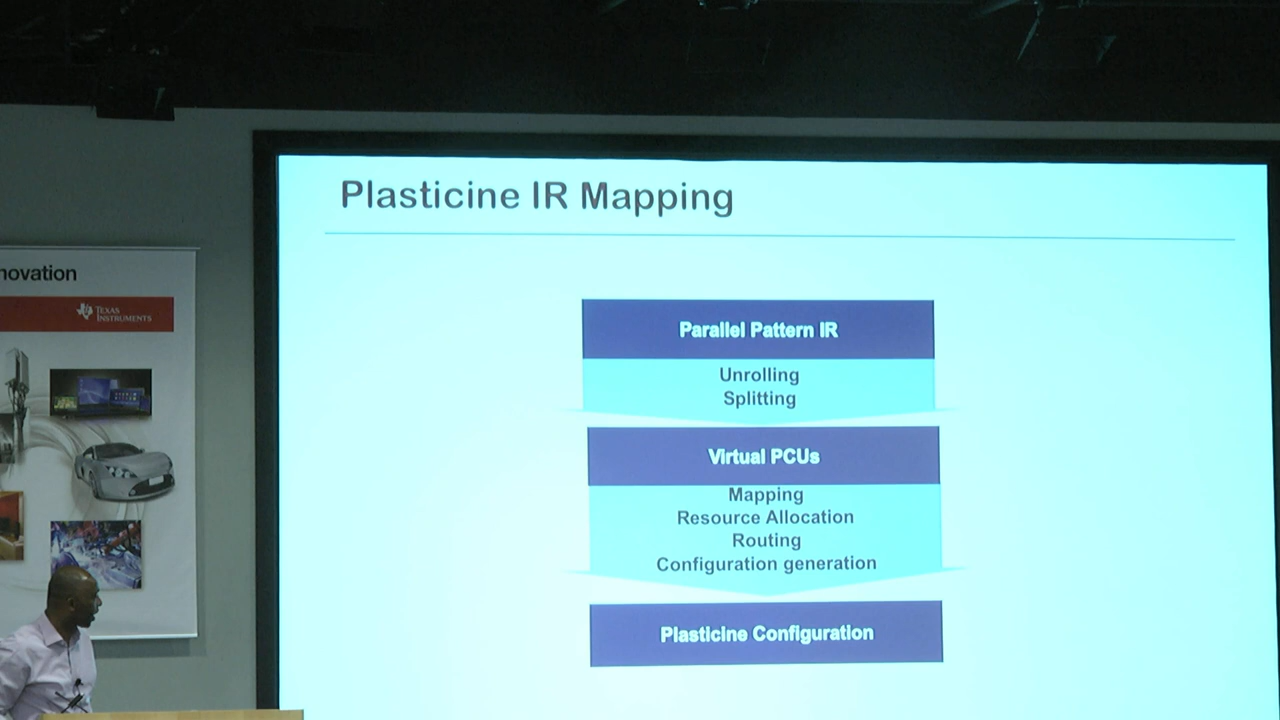 Plasticine IR Mapping
novation
TEXAS
INSTRUMENTS
Parallel Pattern IR
Unrolling
Splitting
Virtual PCUs
Mapping
Resource Allocation
Routing
Configuration generation
Plasticine Configuration